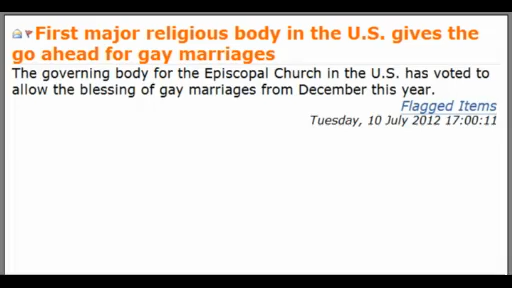 First major religious body in the U.S. gives the
go ahead for gay marriages
The governing body for the Episcopal Church in the U.S. has voted to
allow the blessing of gay marriages from December this year.
Flagged Items
Tuesday, 10 July 2012 17:00:11